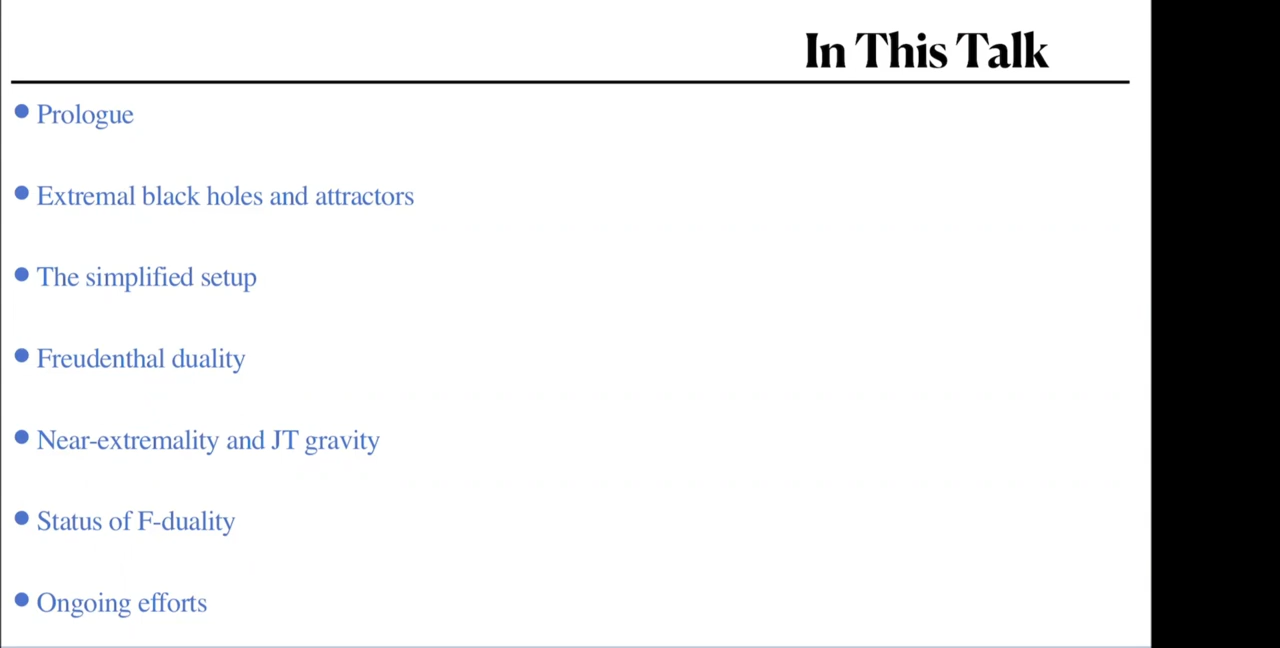 In This Talk
● Prologue
● Extremal black holes and attractors
● The simplified setup
● Freudenthal duality
● Near-extremality and JT gravity
● Status of F-duality
● Ongoing efforts